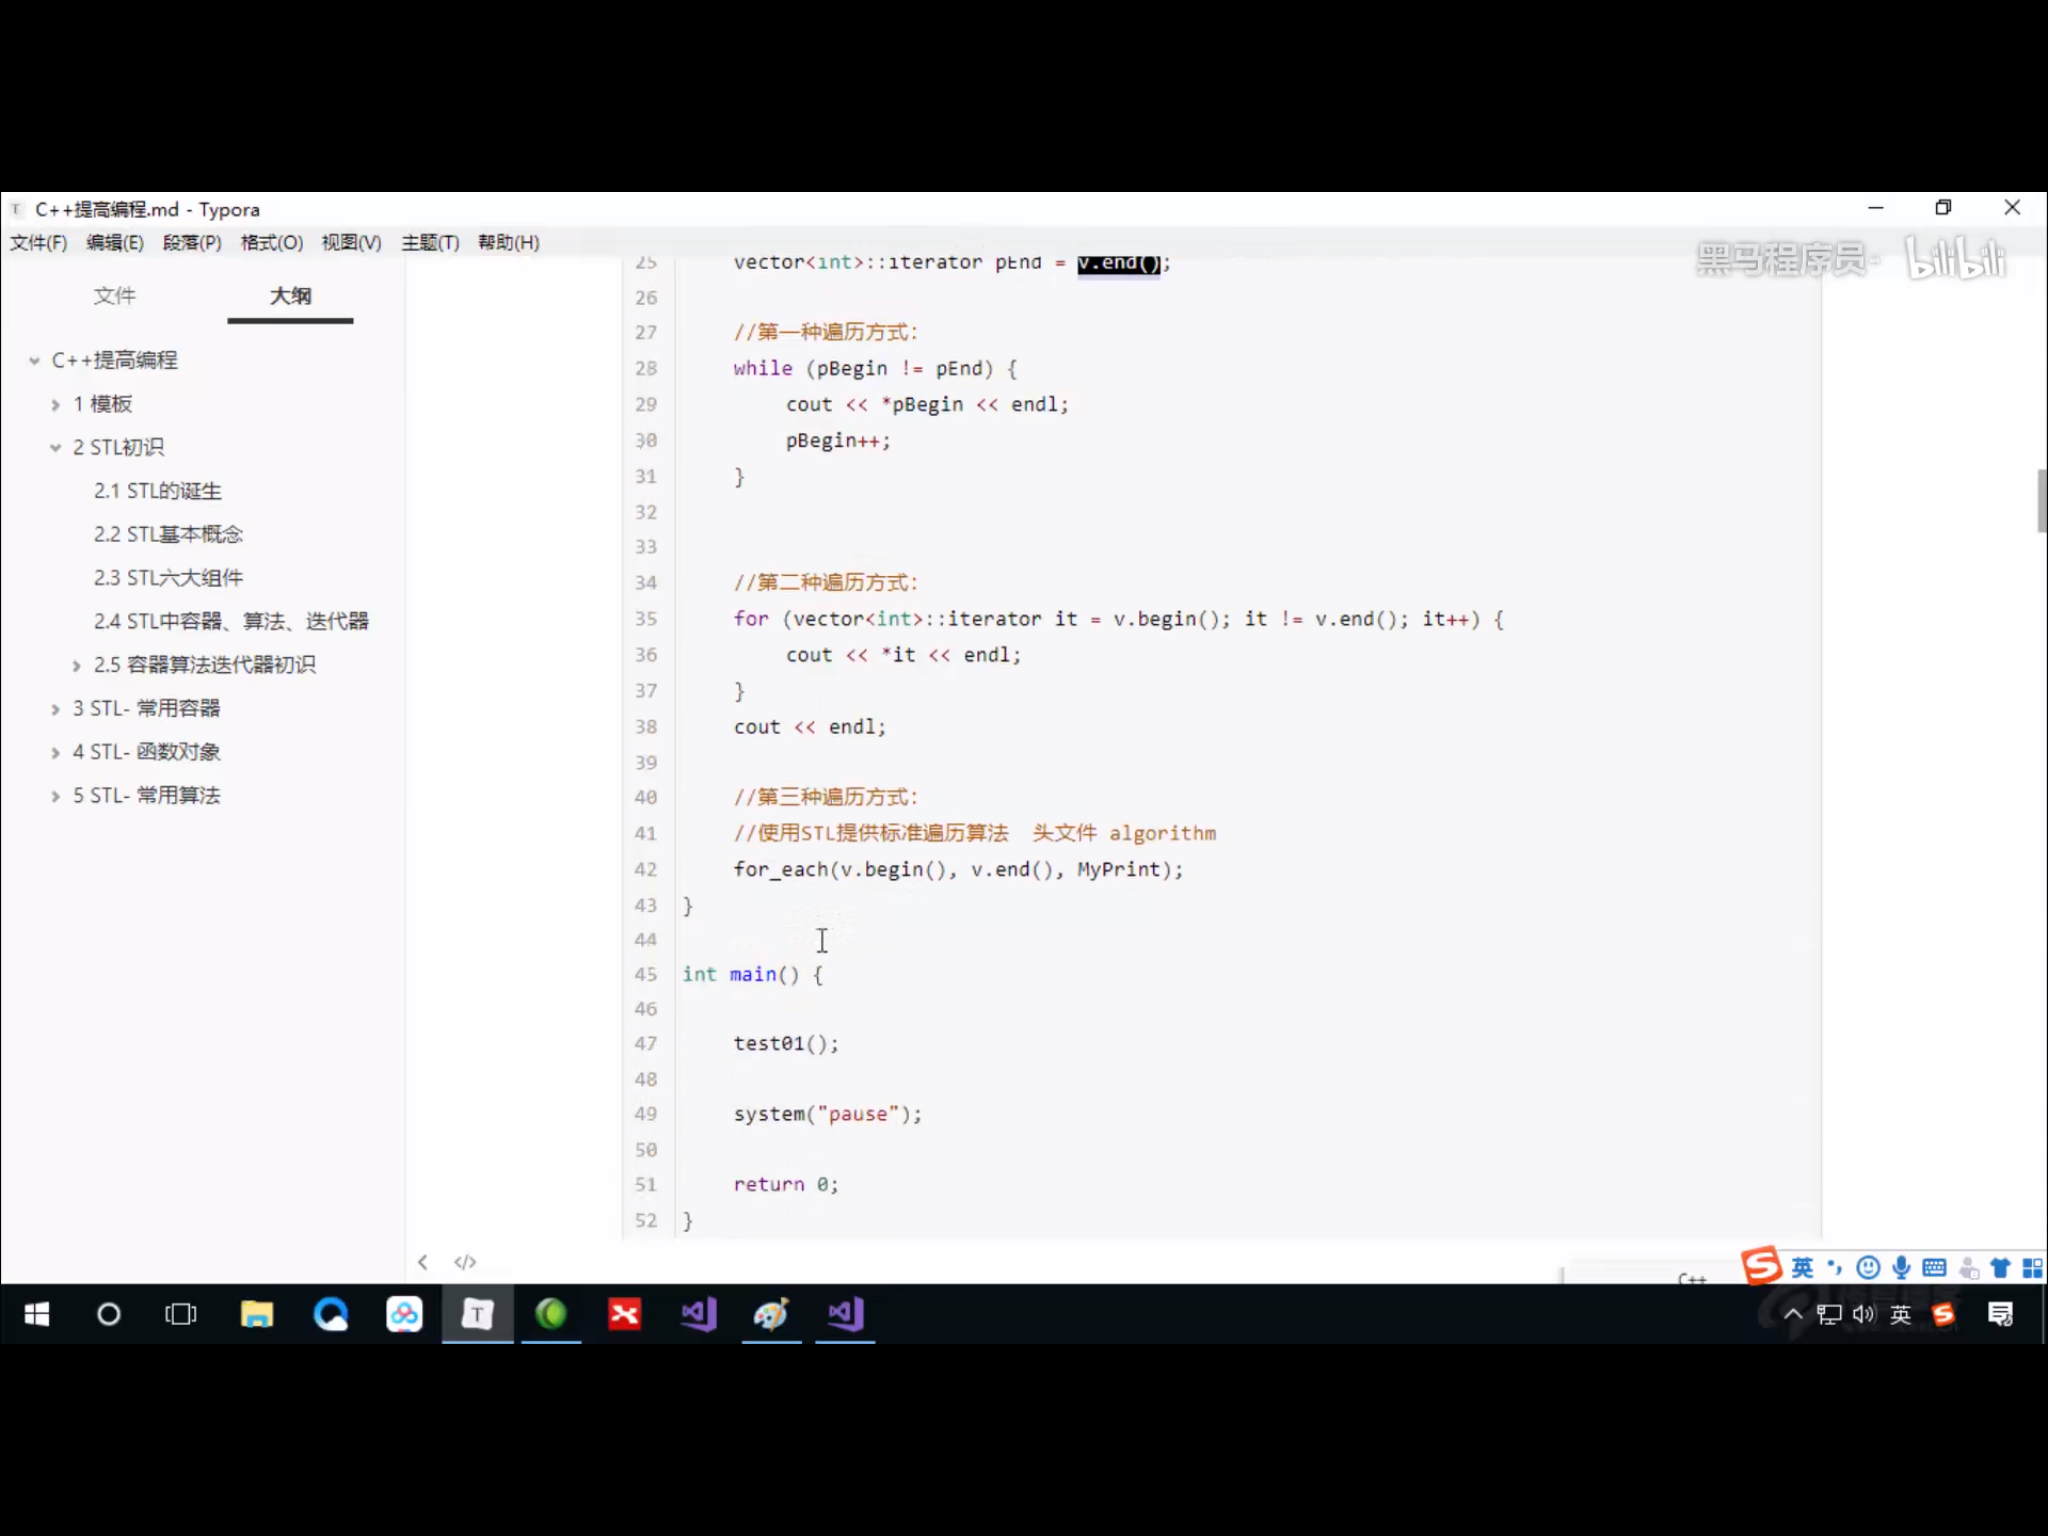 C++提高编程.md - Typora
文件(F) 编辑(E) 段落(P) 格式(O) 视图(V) 主题(T) 帮助(H)
黑马程序员 bilibili
文件 大纲
C++提高编程
1 模板
2 STL初识
2.1 STL的诞生
2.2 STL基本概念
2.3 STL六大组件
2.4 STL中容器、算法、迭代器
2.5 容器算法迭代器初识
3 STL- 常用容器
4 STL- 函数对象
5 STL- 常用算法
25 vector<int>::iterator pEnd = v.end();
26
27 //第一种遍历方式：
28 while (pBegin != pEnd) {
29 cout << *pBegin << endl;
30 pBegin++;
31 }
32
33
34 //第二种遍历方式：
35 for (vector<int>::iterator it = v.begin(); it != v.end(); it++) {
36 cout << *it << endl;
37 }
38 cout << endl;
39
40 //第三种遍历方式：
41 //使用STL提供标准遍历算法 头文件 algorithm
42 for_each(v.begin(), v.end(), MyPrint);
43 }
44
45 int main() {
46
47 test01();
48
49 system("pause");
50
51 return 0;
52 }
</> C++
S 英
T 英 S